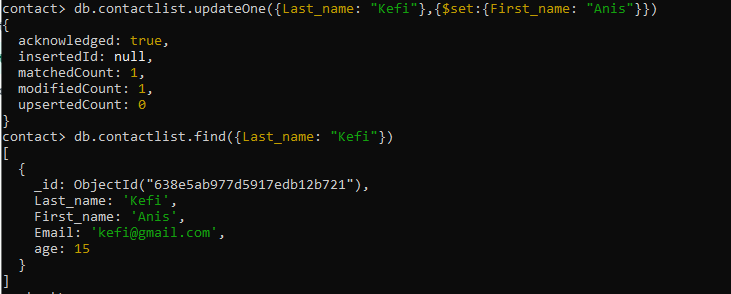 contact> db.contactlist.updateOne({Last_name: "Kefi"},{$set:{First_name: "Anis"}})
{
  acknowledged: true,
  insertedId: null,
  matchedCount: 1,
  modifiedCount: 1,
  upsertedCount: 0
}
contact> db.contactlist.find({Last_name: "Kefi"})
[
  {
    _id: ObjectId("638e5ab977d5917edb12b721"),
    Last_name: 'Kefi',
    First_name: 'Anis',
    Email: 'kefi@gmail.com',
    age: 15
  }
]